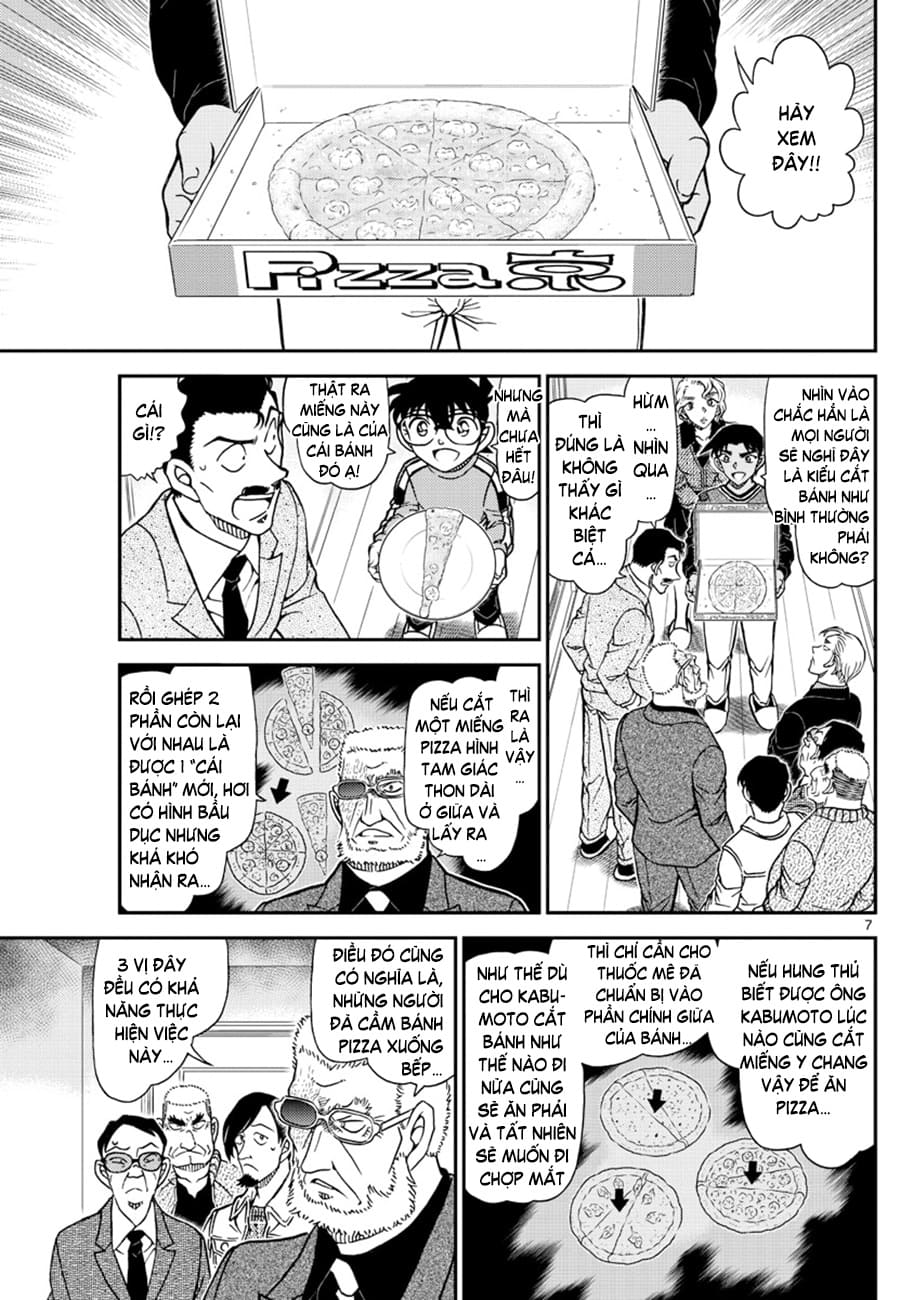 HÃY
XEM
ĐÂY!!
Pizza京
NHÌN VÀO
CHẮC HẲN LÀ
MỌI NGƯỜI
SẼ NGHĨ ĐÂY
LÀ KIỂU CẮT
BÁNH NHƯ
BÌNH THƯỜNG
PHẢI
KHÔNG?
HỪM
...
NHÌN
QUA
...
THÌ
ĐÚNG LÀ
KHÔNG
THẤY GÌ
KHÁC
BIỆT
CẢ...
NHƯNG
MÀ
CHƯA
HẾT
ĐÂU!
THẬT RA
MIẾNG NÀY
CŨNG LÀ CỦA
CÁI BÁNH
ĐÓ Ạ!
CÁI
GÌ!?
THÌ
RA
LÀ
VẬY
...
NẾU CẮT
MỘT MIẾNG
PIZZA HÌNH
TAM GIÁC
THON DÀI
Ở GIỮA VÀ
LẤY RA
...
RỒI GHÉP 2
PHẦN CÒN LẠI
VỚI NHAU LÀ
ĐƯỢC 1 “CÁI
BÁNH” MỚI, HƠI
CÓ HÌNH BẦU
DỤC NHƯNG
KHÁ KHÓ
NHẬN RA...
7
NẾU HUNG THỦ
BIẾT ĐƯỢC ÔNG
KABUMOTO LÚC
NÀO CŨNG CẮT
MIẾNG Y CHANG
VẬY ĐỂ ĂN
PIZZA...
THÌ CHỈ CẦN CHO
THUỐC MÊ ĐÃ
CHUẨN BỊ VÀO
PHẦN CHÍNH GIỮA
CỦA BÁNH...
NHƯ THẾ DÙ
CHO KABU-
MOTO CẮT
BÁNH NHƯ
THẾ NÀO ĐI
NỮA CŨNG
SẼ ĂN PHẢI
VÀ TẤT NHIÊN
SẼ MUỐN ĐI
CHỢP MẮT
ĐIỀU ĐÓ CŨNG
CÓ NGHĨA LÀ,
NHỮNG NGƯỜI
ĐÃ CẦM BÁNH
PIZZA XUỐNG
BẾP...
3 VỊ ĐÂY
ĐỀU CÓ KHẢ
NĂNG THỰC
HIỆN VIỆC
NÀY...